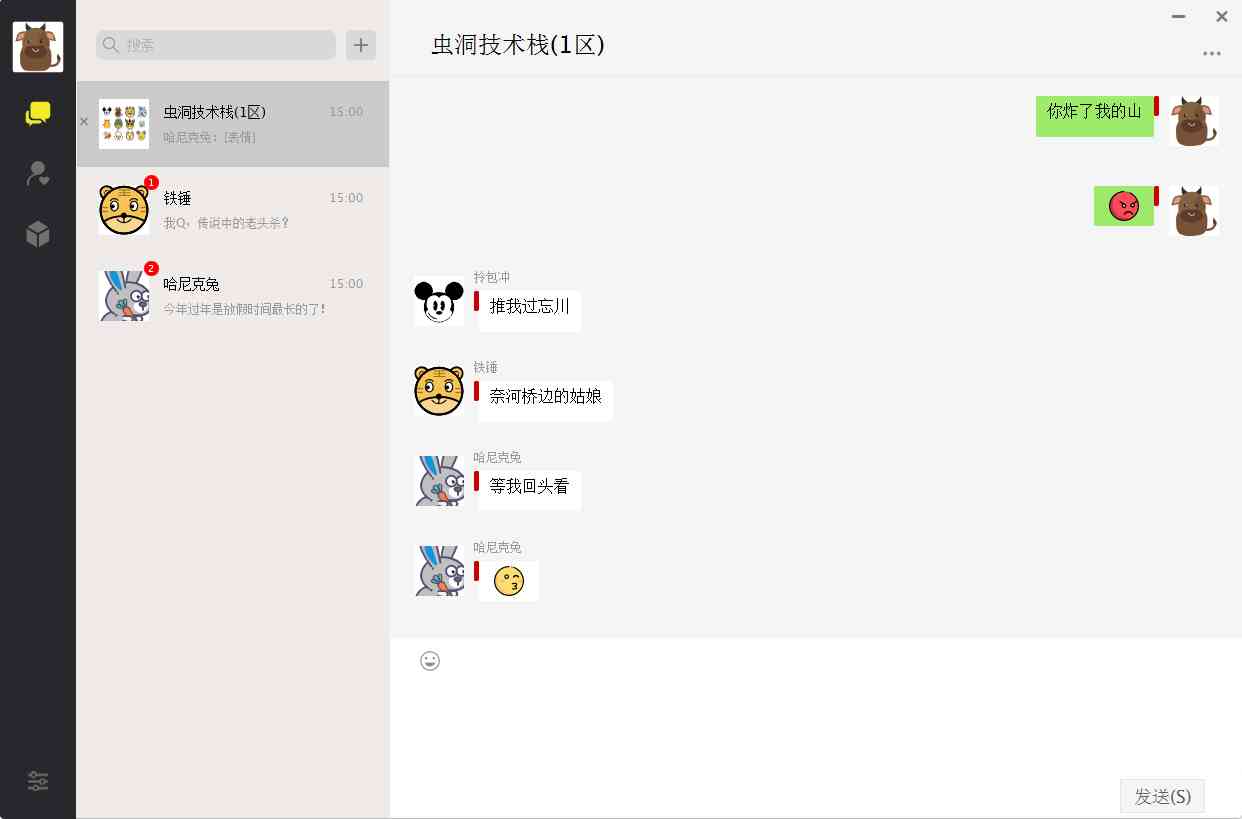 搜索
虫洞技术栈(1区)
15:00
哈尼克兔：[表情]
1
铁锤
15:00
我Q，传说中的老头杀？
2
哈尼克兔
15:00
今年过年是放假时间最长的了！
虫洞技术栈(1区)
你炸了我的山
拎包冲
推我过忘川
铁锤
奈河桥边的姑娘
哈尼克兔
等我回头看
哈尼克兔
发送(S)